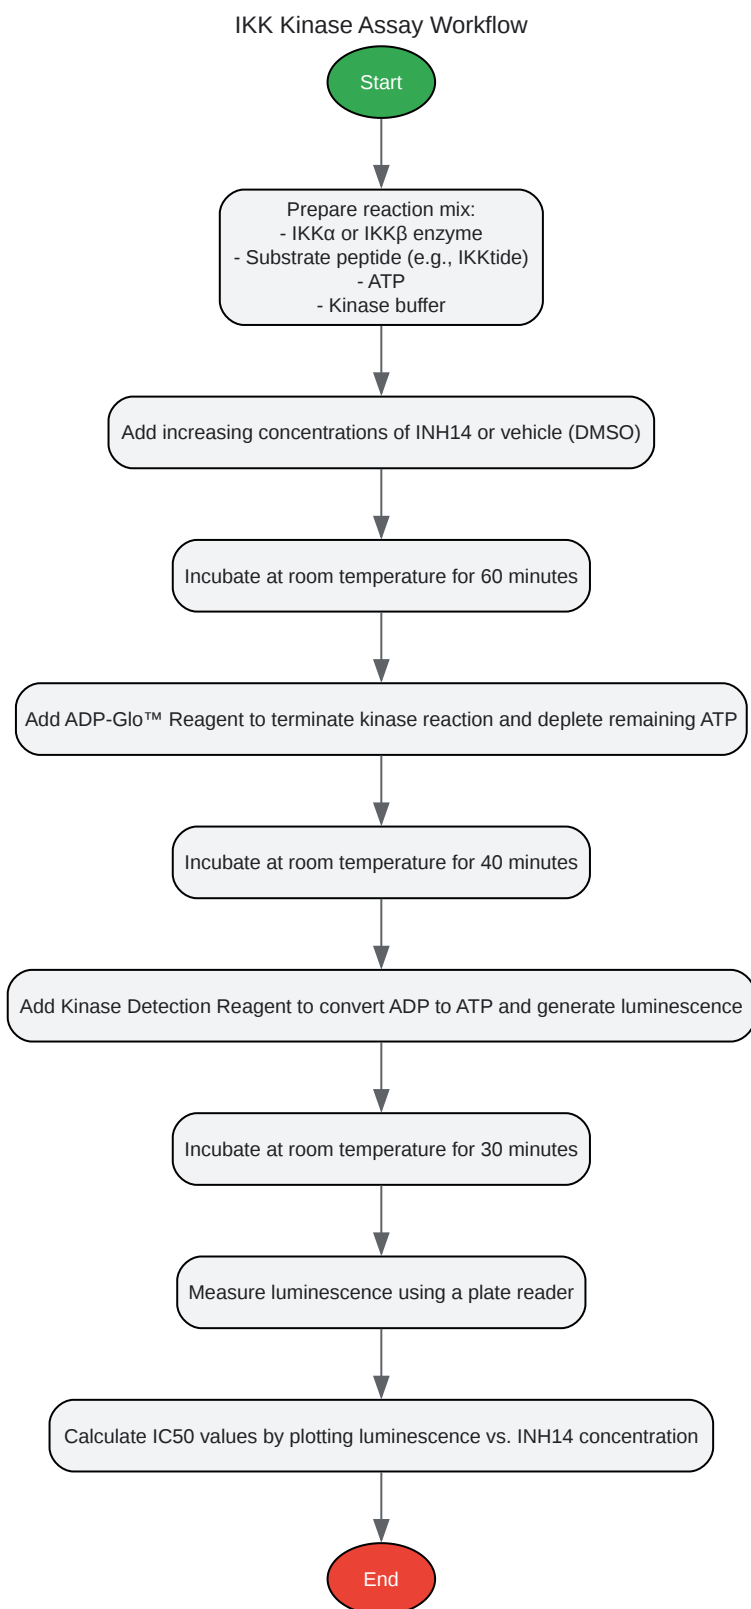 IKK Kinase Assay Workflow
Start
Prepare reaction mix:
- IKKα or IKKβ enzyme
- Substrate peptide (e.g., IKKtide)
- ATP
- Kinase buffer
Add increasing concentrations of INH14 or vehicle (DMSO)
Incubate at room temperature for 60 minutes
Add ADP-Glo™ Reagent to terminate kinase reaction and deplete remaining ATP
Incubate at room temperature for 40 minutes
Add Kinase Detection Reagent to convert ADP to ATP and generate luminescence
Incubate at room temperature for 30 minutes
Measure luminescence using a plate reader
Calculate IC50 values by plotting luminescence vs. INH14 concentration
End